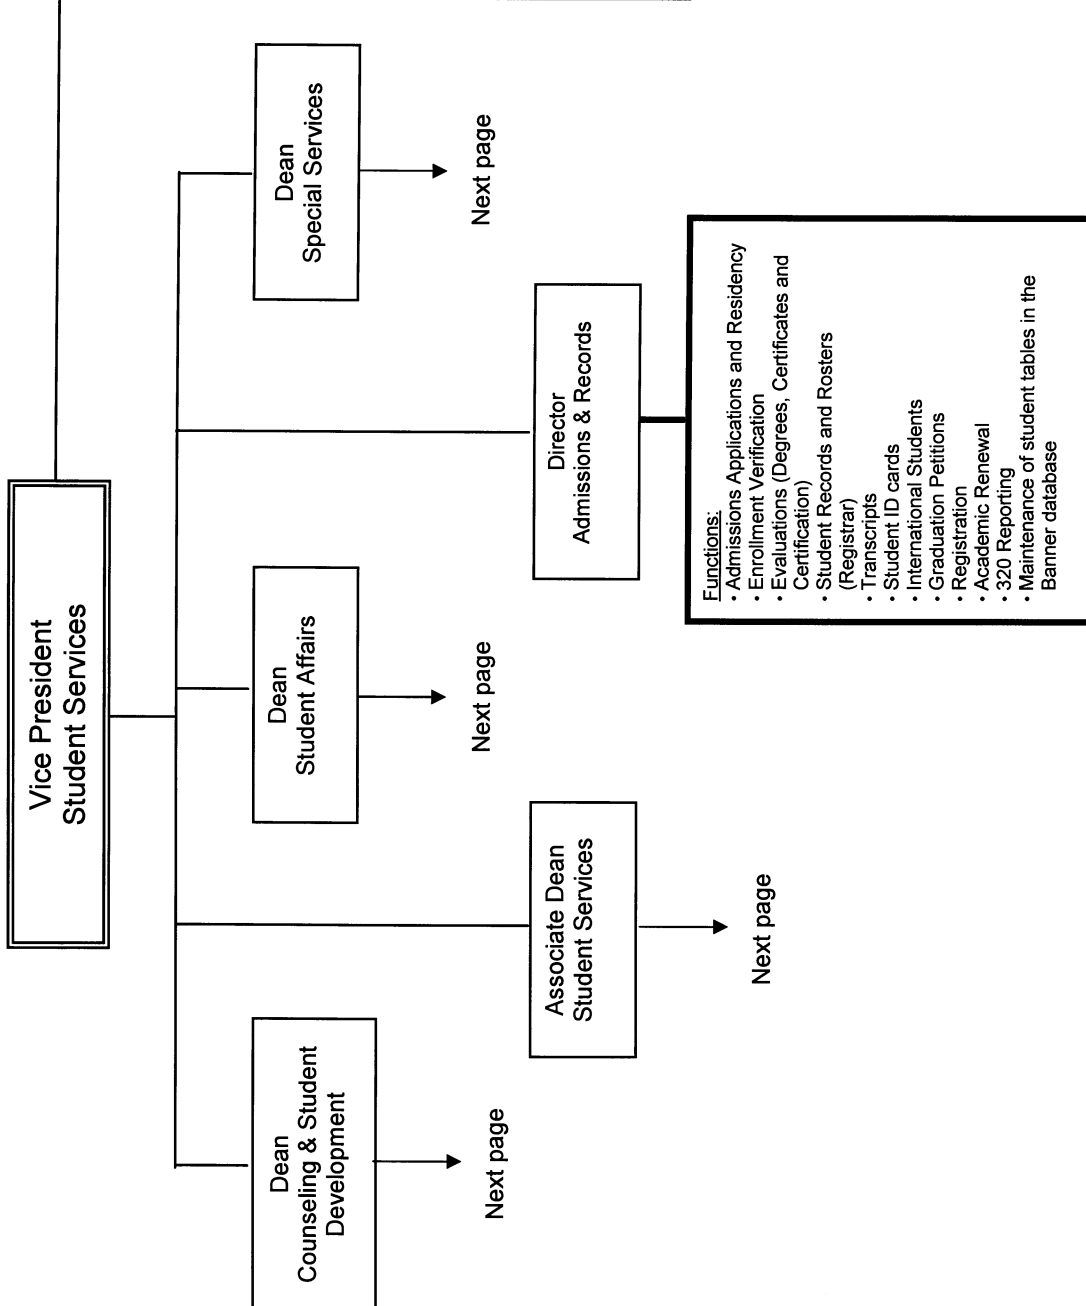 Vice President
Student Services
Dean
Counseling & Student
Development
Next page
Associate Dean
Student Services
Next page
Dean
Student Affairs
Next page
Director
Admissions & Records
Functions:
• Admissions Applications and Residency
• Enrollment Verification
• Evaluations (Degrees, Certificates and
Certification)
• Student Records and Rosters
(Registrar)
• Transcripts
• Student ID cards
• International Students
• Graduation Petitions
• Registration
• Academic Renewal
• 320 Reporting
• Maintenance of student tables in the
Banner database
Dean
Special Services
Next page